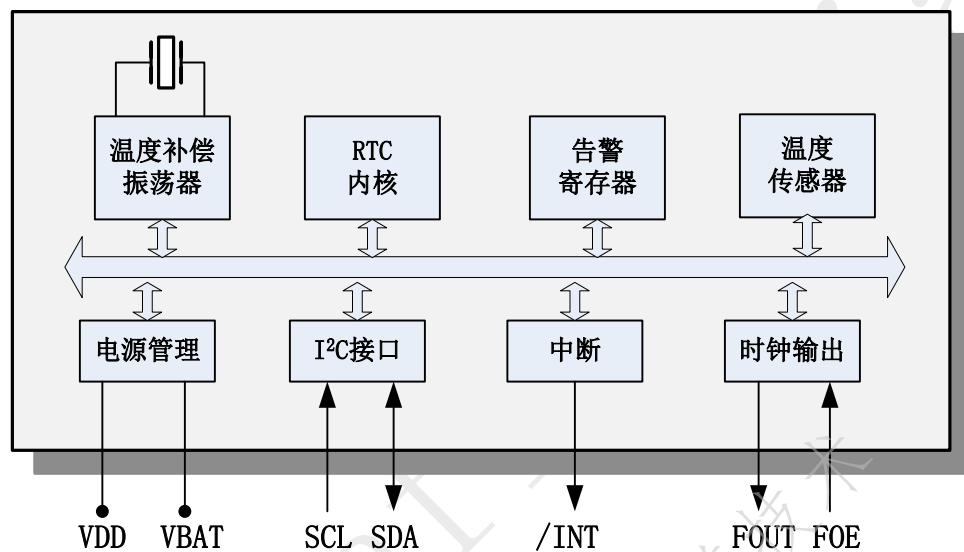 温度补偿
振荡器
RTC
内核
告警
寄存器
温度
传感器
电源管理
I²C接口
中断
时钟输出
VDD VBAT SCL SDA /INT FOUT FOE
技术